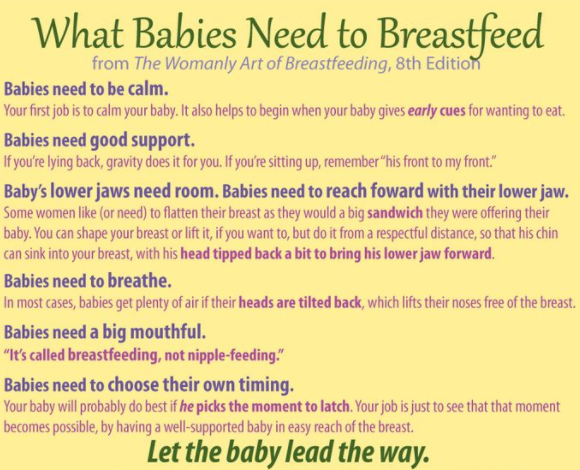 What Babies Need to Breastfeed
from The Womanly Art of Breastfeeding, 8th Edition
Babies need to be calm.
Your first job is to calm your baby. It also helps to begin when your baby gives early cues for wanting to eat.
Babies need good support.
If you're lying back, gravity does it for you. If you're sitting up, remember “his front to my front.”
Baby's lower jaws need room. Babies need to reach foward with their lower jaw.
Some women like (or need) to flatten their breast as they would a big sandwich they were offering their
baby. You can shape your breast or lift it, if you want to, but do it from a respectful distance, so that his chin
can sink into your breast, with his head tipped back a bit to bring his lower jaw forward.
Babies need to breathe.
In most cases, babies get plenty of air if their heads are tilted back, which lifts their noses free of the breast.
Babies need a big mouthful.
“It's called breastfeeding, not nipple-feeding.”
Babies need to choose their own timing.
Your baby will probably do best if he picks the moment to latch. Your job is just to see that that moment
becomes possible, by having a well-supported baby in easy reach of the breast.
Let the baby lead the way.